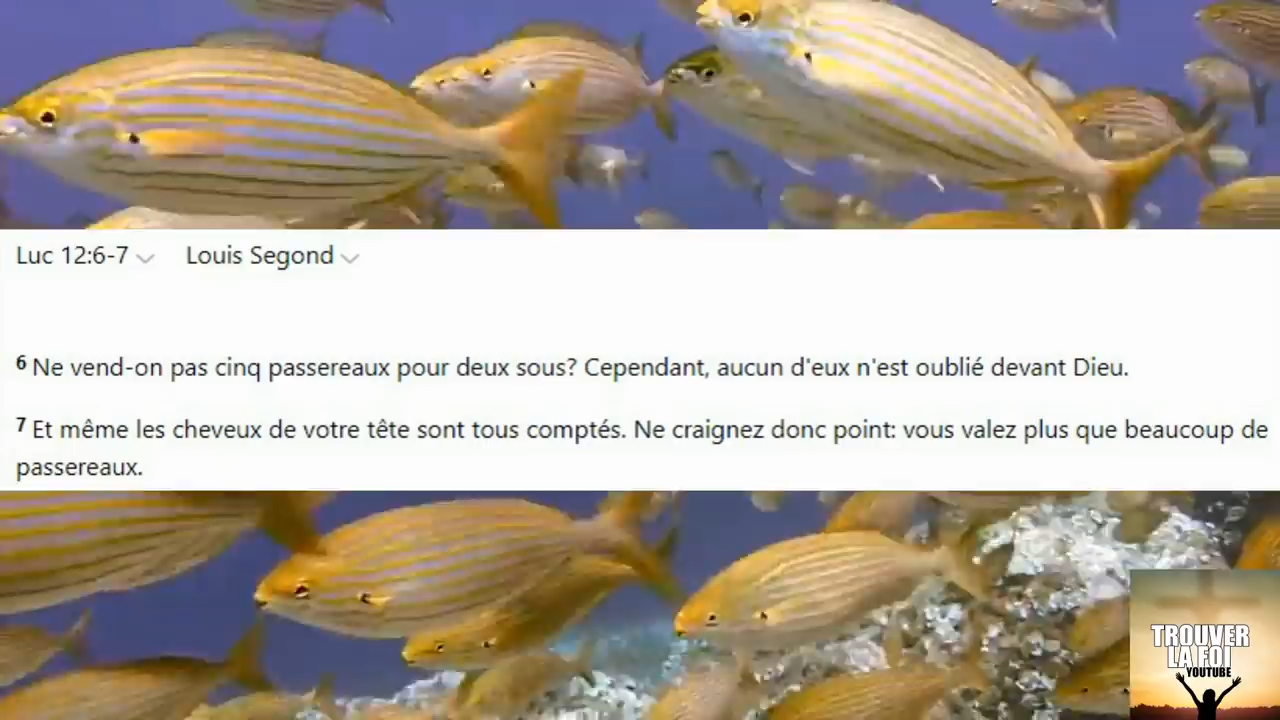 Luc 12:6-7 Louis Segond
6 Ne vend-on pas cinq passereaux pour deux sous? Cependant, aucun d'eux n'est oublié devant Dieu.
7 Et même les cheveux de votre tête sont tous comptés. Ne craignez donc point: vous valez plus que beaucoup de
passereaux.
TROUVER
LA FOI
YOUTUBE